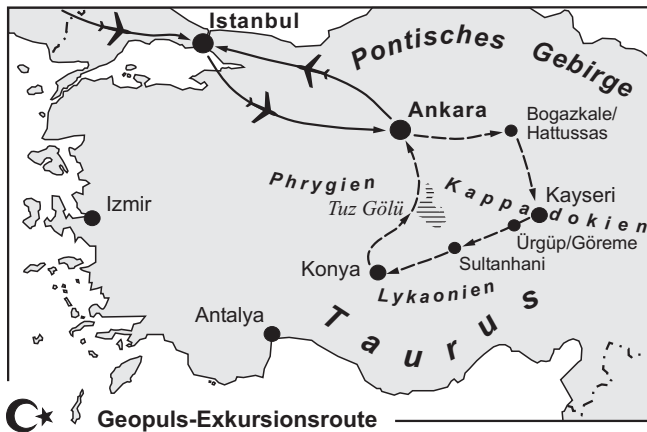 Istanbul
Pontisches Gebirge
Ankara
Bogazkale/
Hattussas
Phrygien
Kappadokien
Kayseri
Izmir
Tuz Gölü
Ürgüp/Göreme
Sultanhani
Konya
Lykaonien
Antalya
Taurus
Geopuls-Exkursionsroute